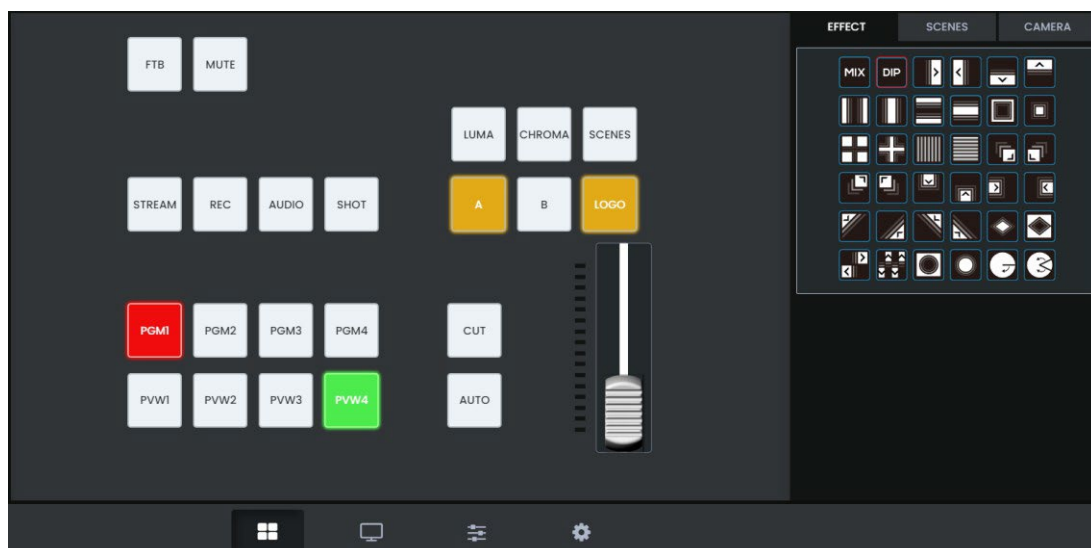 EFFECT SCENES CAMERA
FTB MUTE
MIX DIP
LUMA CHROMA SCENES
STREAM REC AUDIO SHOT A B LOGO
PGM1 PGM2 PGM3 PGM4 CUT
PVW1 PVW2 PVW3 PVW4 AUTO